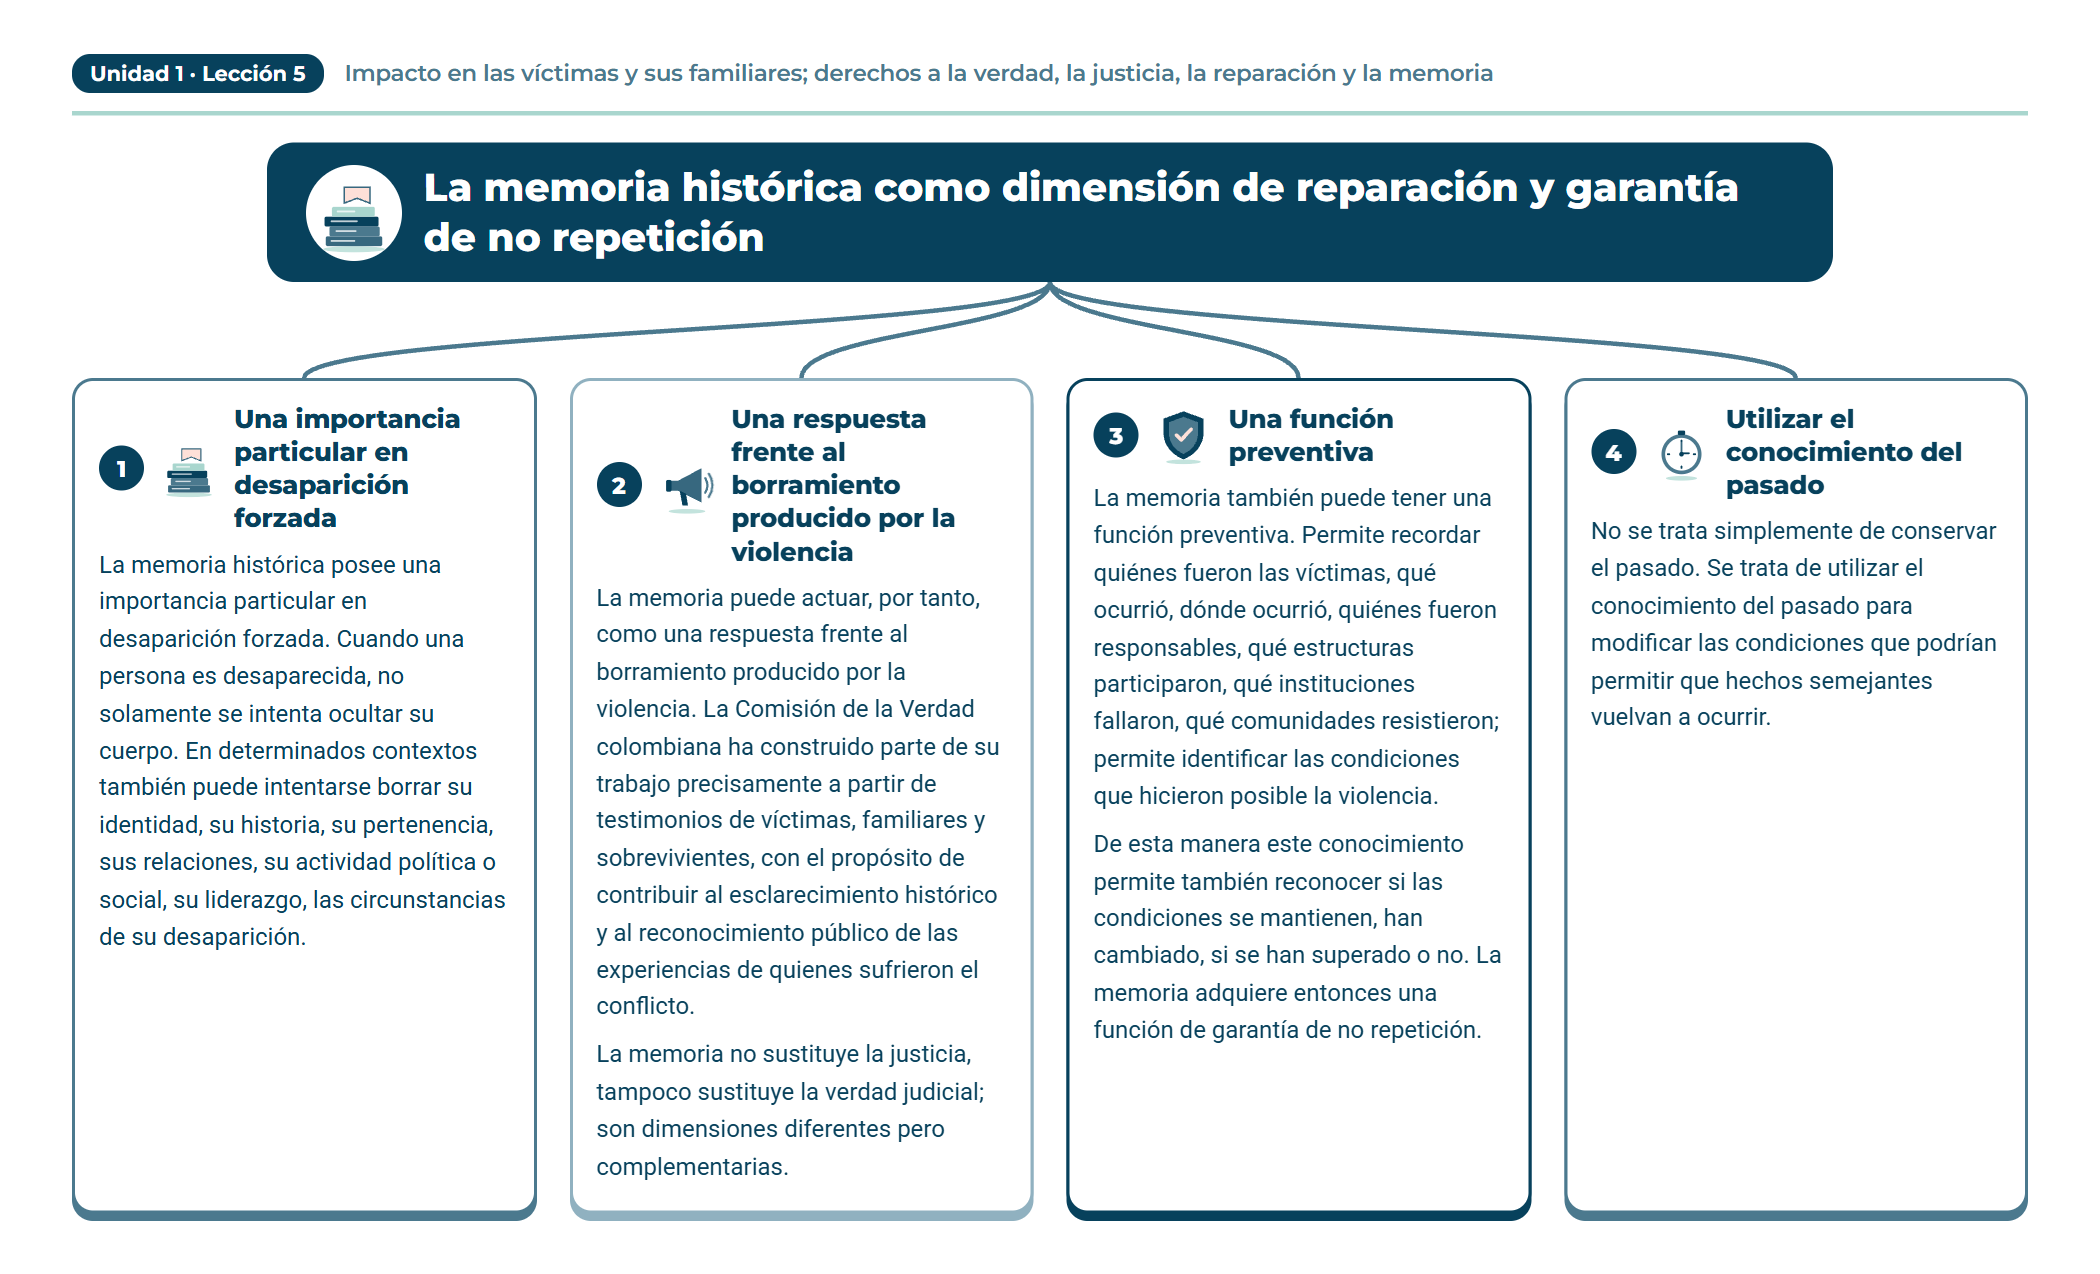 Unidad 1 · Lección 5
Impacto en las víctimas y sus familiares; derechos a la verdad, la justicia, la reparación y la memoria
La memoria histórica como dimensión de reparación y garantía
de no repetición
1
Una importancia
particular en
desaparición
forzada
La memoria histórica posee una
importancia particular en
desaparición forzada. Cuando una
persona es desaparecida, no
solamente se intenta ocultar su
cuerpo. En determinados contextos
también puede intentarse borrar su
identidad, su historia, su pertenencia,
sus relaciones, su actividad política o
social, su liderazgo, las circunstancias
de su desaparición.
2
Una respuesta
frente al
borramiento
producido por la
violencia
La memoria puede actuar, por tanto,
como una respuesta frente al
borramiento producido por la
violencia. La Comisión de la Verdad
colombiana ha construido parte de su
trabajo precisamente a partir de
testimonios de víctimas, familiares y
sobrevivientes, con el propósito de
contribuir al esclarecimiento histórico
y al reconocimiento público de las
experiencias de quienes sufrieron el
conflicto.
La memoria no sustituye la justicia,
tampoco sustituye la verdad judicial;
son dimensiones diferentes pero
complementarias.
3
Una función
preventiva
La memoria también puede tener una
función preventiva. Permite recordar
quiénes fueron las víctimas, qué
ocurrió, dónde ocurrió, quiénes fueron
responsables, qué estructuras
participaron, qué instituciones
fallaron, qué comunidades resistieron;
permite identificar las condiciones
que hicieron posible la violencia.
De esta manera este conocimiento
permite también reconocer si las
condiciones se mantienen, han
cambiado, si se han superado o no. La
memoria adquiere entonces una
función de garantía de no repetición.
4
Utilizar el
conocimiento del
pasado
No se trata simplemente de conservar
el pasado. Se trata de utilizar el
conocimiento del pasado para
modificar las condiciones que podrían
permitir que hechos semejantes
vuelvan a ocurrir.